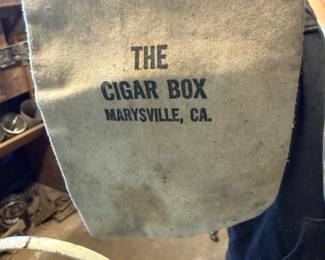 THE
CIGAR BOX
MARYSVILLE, CA.